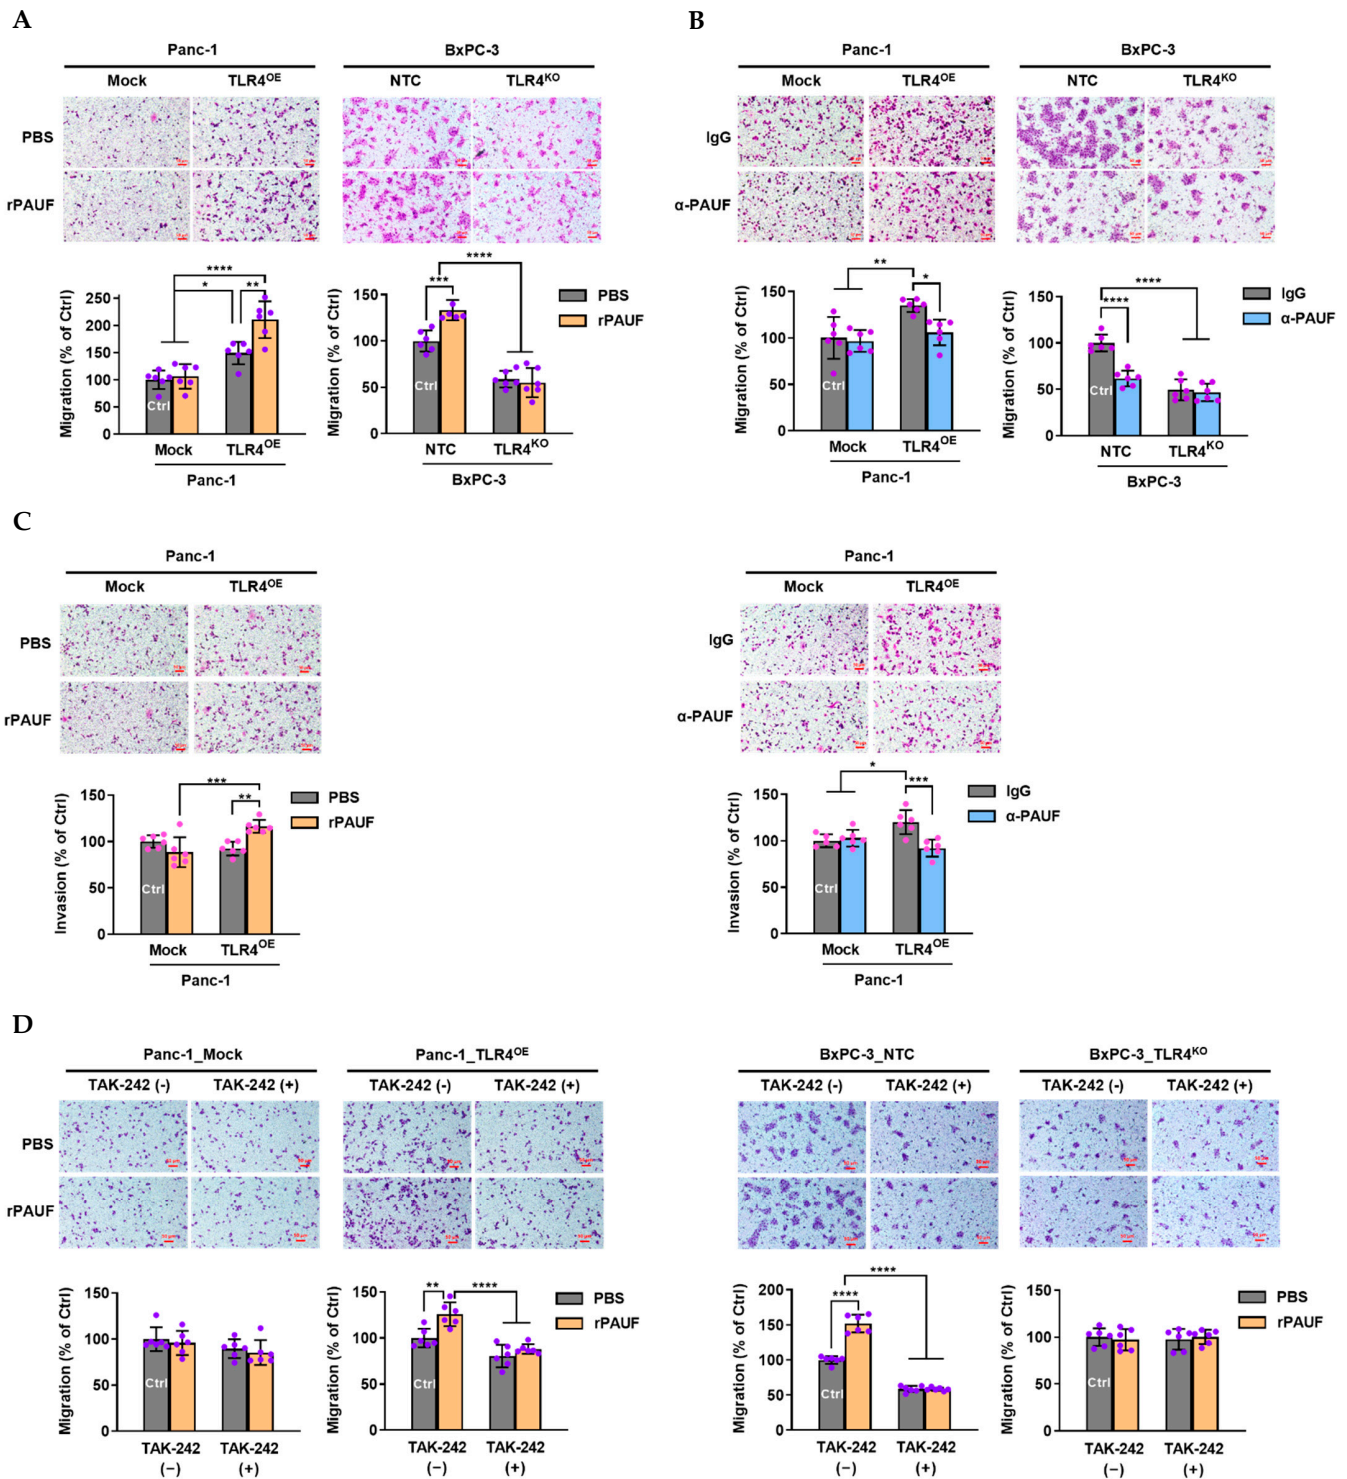 A
Panc-1 BxPC-3
Mock TLR4OE NTC TLR4KO
PBS
rPAUF
**** * **
*** ****
Migration (% of Ctrl)
250
200
150
100
50
0
Ctrl
Mock TLR4OE
Panc-1
Migration (% of Ctrl)
150
100
50
0
Ctrl
NTC TLR4KO
BxPC-3
PBS
rPAUF
B
Panc-1 BxPC-3
Mock TLR4OE NTC TLR4KO
IgG
α-PAUF
** *
**** ****
Migration (% of Ctrl)
150
100
50
0
Ctrl
Mock TLR4OE
Panc-1
Migration (% of Ctrl)
150
100
50
0
Ctrl
NTC TLR4KO
BxPC-3
IgG
α-PAUF
C
Panc-1
Mock TLR4OE
PBS
rPAUF
*** **
Invasion (% of Ctrl)
150
100
50
0
Ctrl
Mock TLR4OE
Panc-1
PBS
rPAUF
Panc-1
Mock TLR4OE
IgG
α-PAUF
* ***
Invasion (% of Ctrl)
150
100
50
0
Ctrl
Mock TLR4OE
Panc-1
IgG
α-PAUF
D
Panc-1_Mock Panc-1_TLR4OE BxPC-3_NTC BxPC-3_TLR4KO
TAK-242 (-) TAK-242 (+) TAK-242 (-) TAK-242 (+) TAK-242 (-) TAK-242 (+) TAK-242 (-) TAK-242 (+)
PBS
rPAUF
Migration (% of Ctrl)
150
100
50
0
Ctrl
TAK-242 TAK-242
(−) (+)
** ****
Migration (% of Ctrl)
150
100
50
0
Ctrl
TAK-242 TAK-242
(−) (+)
PBS
rPAUF
**** ****
Migration (% of Ctrl)
200
150
100
50
0
Ctrl
TAK-242 TAK-242
(−) (+)
Migration (% of Ctrl)
150
100
50
0
Ctrl
TAK-242 TAK-242
(−) (+)
PBS
rPAUF